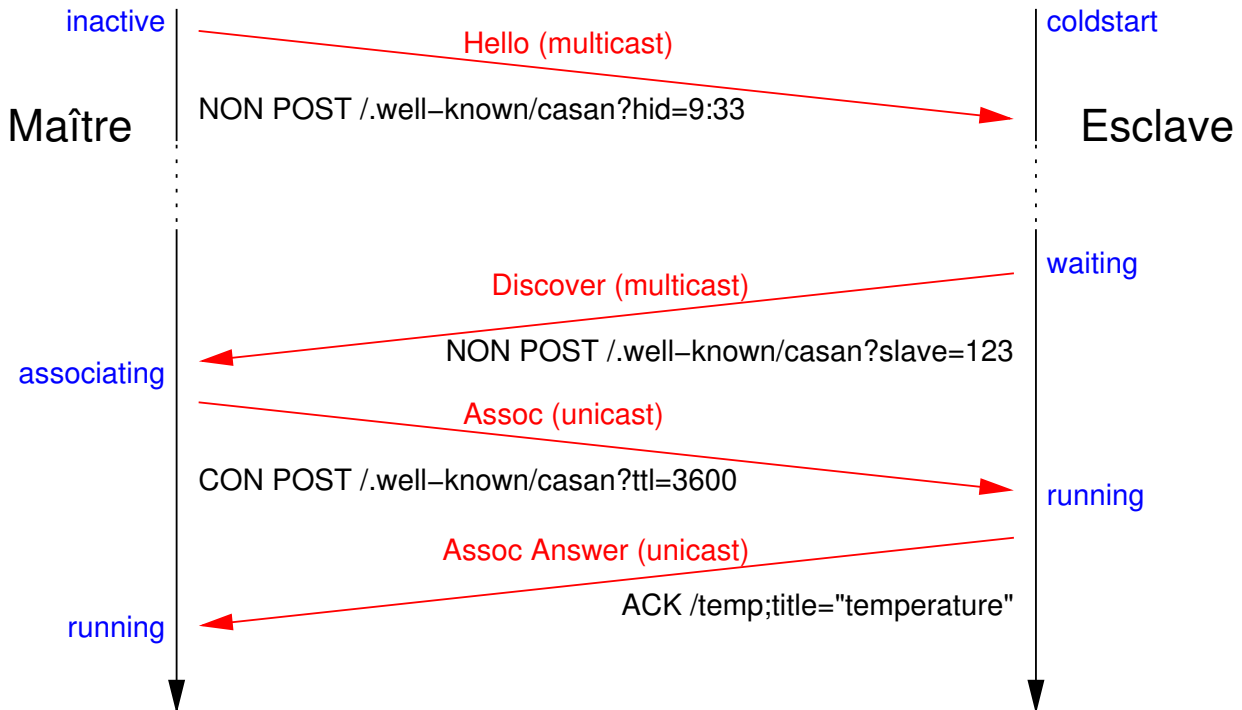 inactive
coldstart
Hello (multicast)
NON POST /.well−known/casan?hid=9:33
Maître
Esclave
waiting
Discover (multicast)
NON POST /.well−known/casan?slave=123
associating
Assoc (unicast)
CON POST /.well−known/casan?ttl=3600
running
Assoc Answer (unicast)
ACK /temp;title="temperature"
running